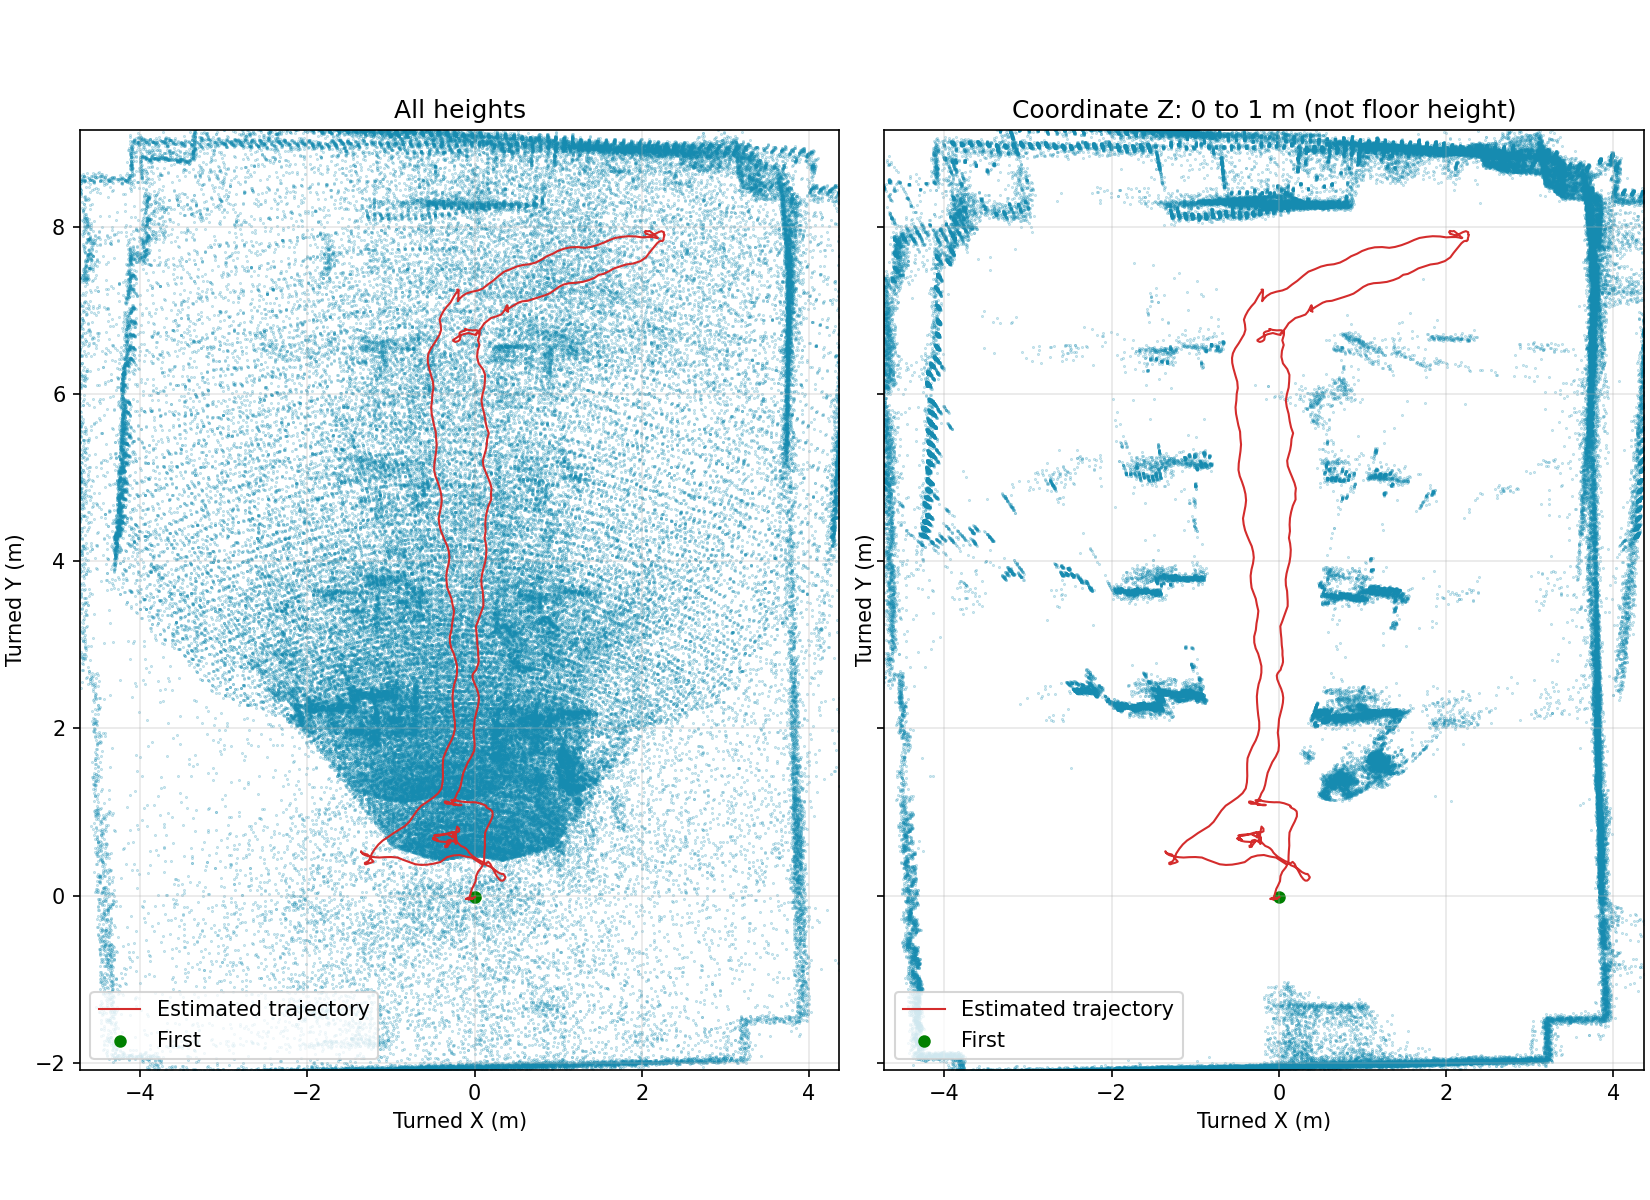 All heights
Coordinate Z: 0 to 1 m (not floor height)
Turned Y (m)
8
6
4
2
0
−2
−4
−2
0
2
4
Turned X (m)
Estimated trajectory
First
Turned Y (m)
−4
−2
0
2
4
Turned X (m)
Estimated trajectory
First